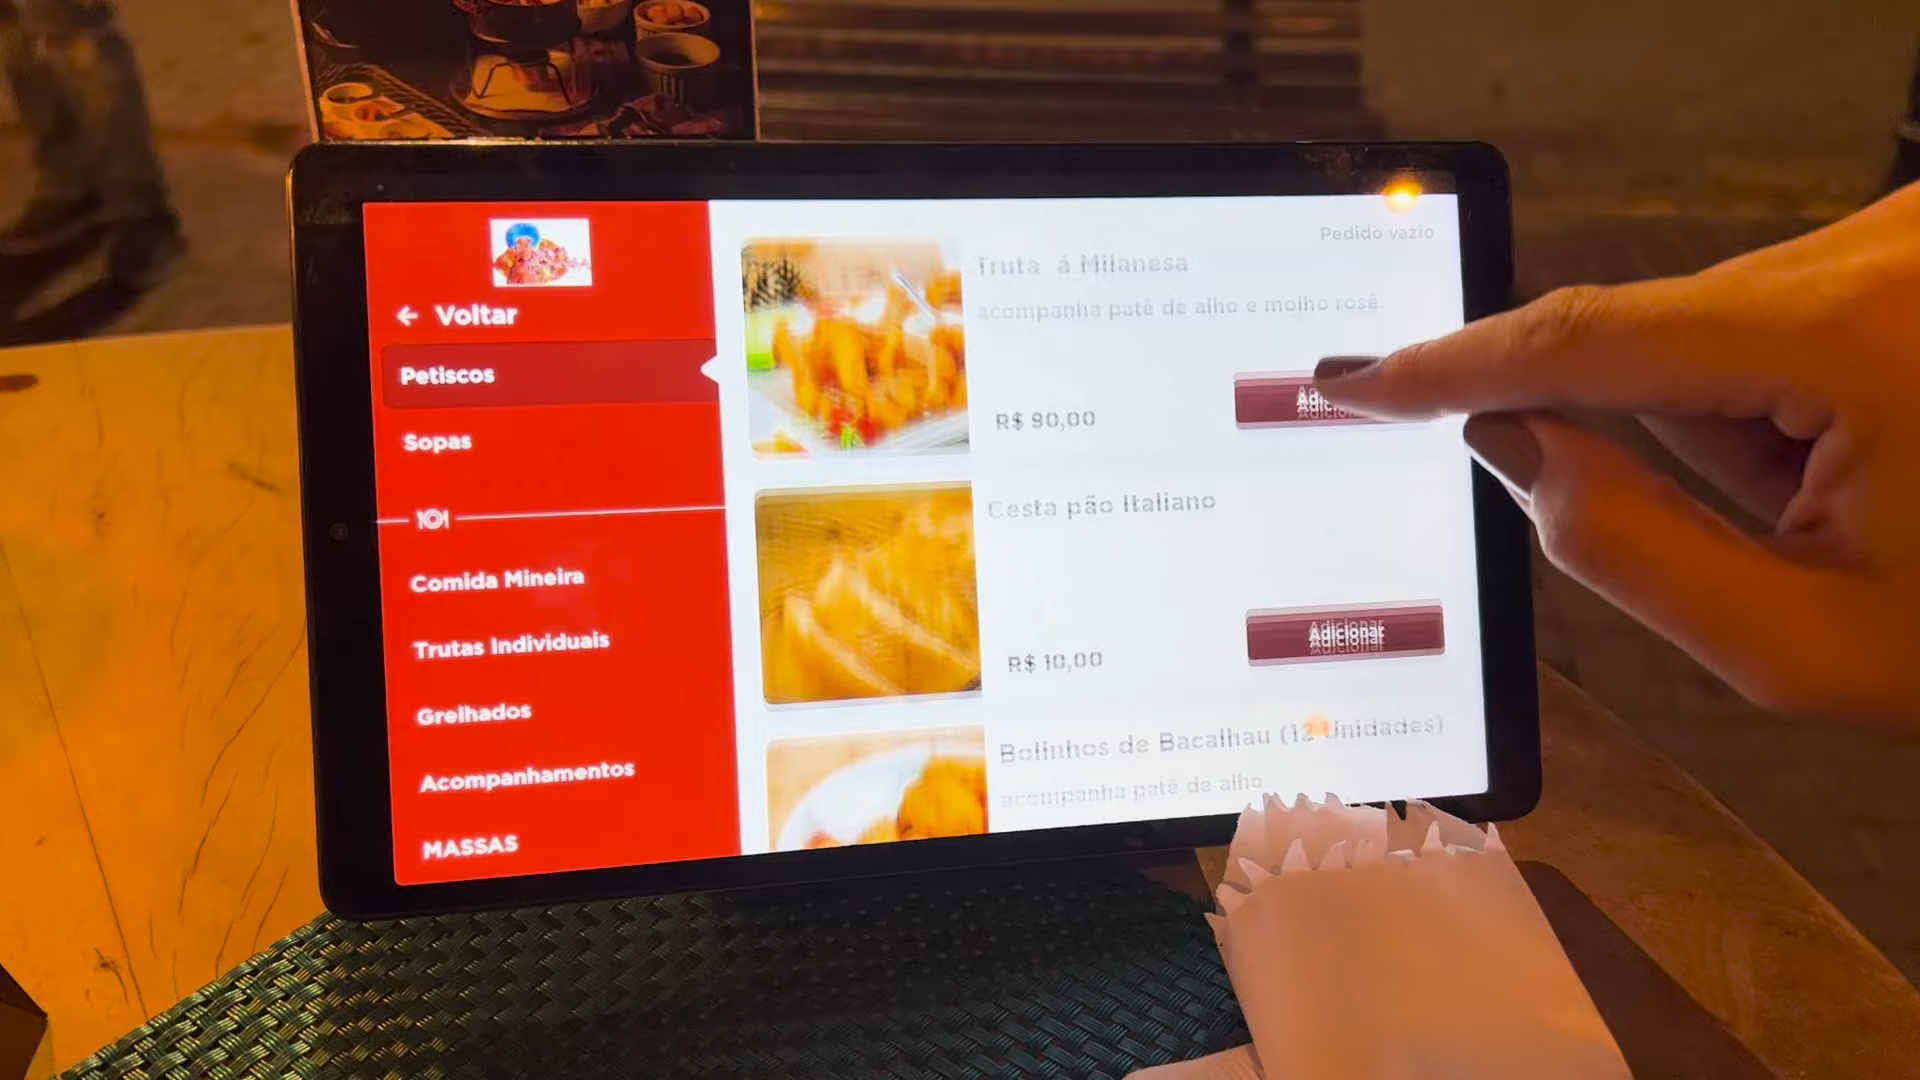 Voltar
Petiscos
Sopas
Comida Mineira
Trutas Individuais
Grelhados
Acompanhamentos
MASSAS
Pedido vazio
Truta á Milanesa
acompanha patê de alho e molho rosê.
R$ 90,00
Cesta pão Italiano
R$ 10,00
Adicionar
Bolinhos de Bacalhau (12 Unidades)
acompanha patê de alho